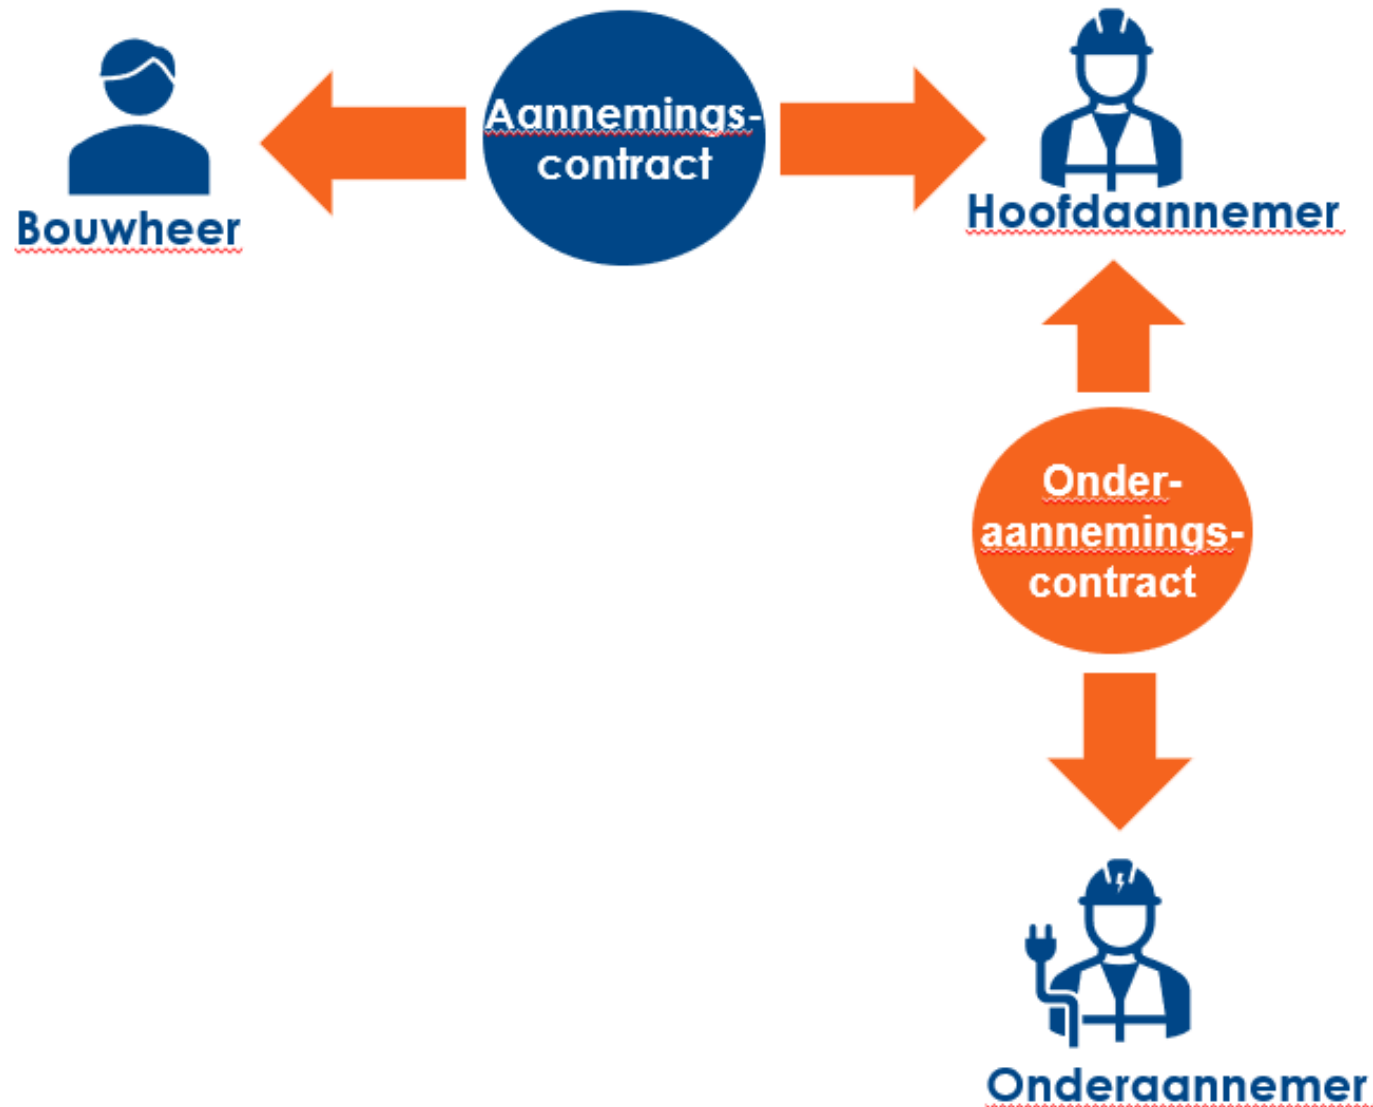 Aannemings-
contract
Bouwheer
Hoofdaannemer
Onder-
aannemings-
contract
Onderaannemer